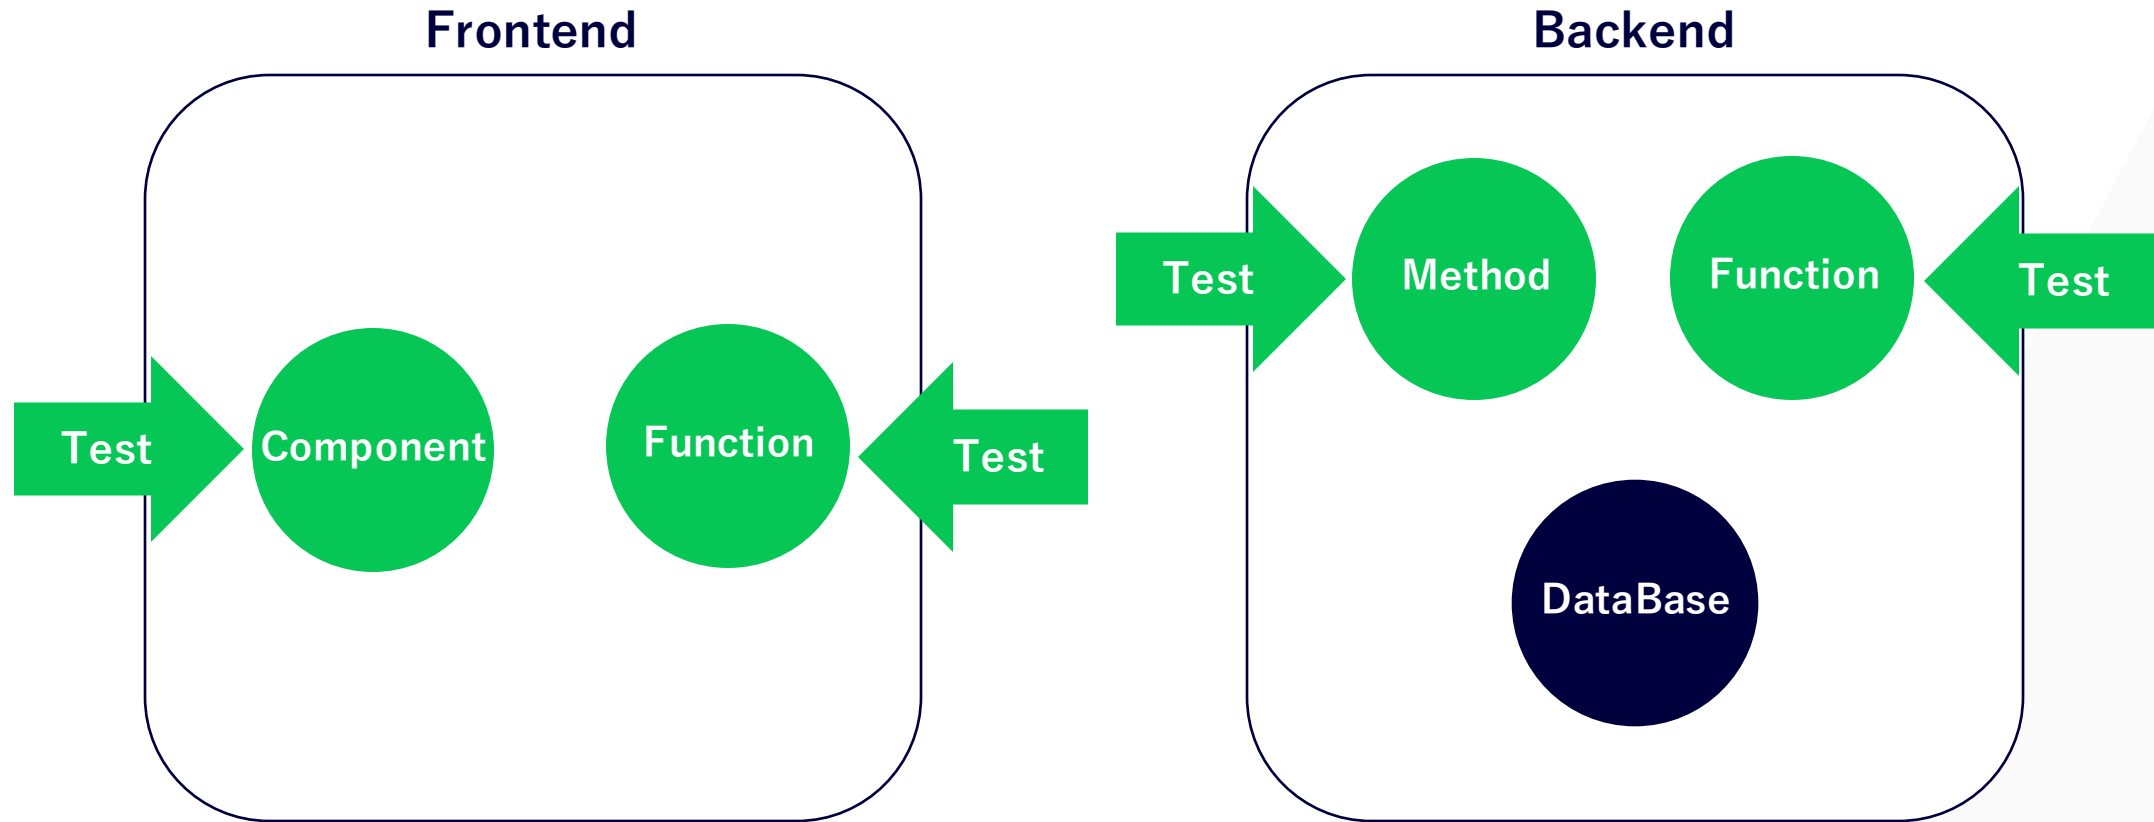 Frontend
Test
Component
Function
Test
Backend
Test
Method
Function
Test
DataBase